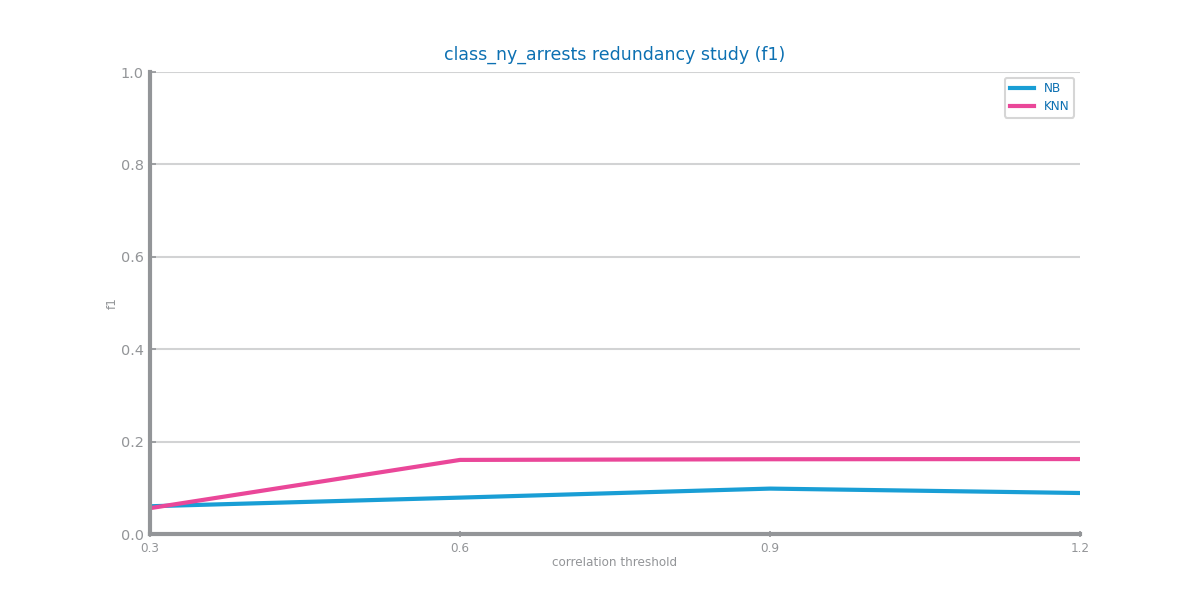 class_ny_arrests redundancy study (f1)
1.0
NB
KNN
0.8
0.6
f1
0.4
0.2
0.0
0.3
0.6
0.9
1.2
correlation threshold